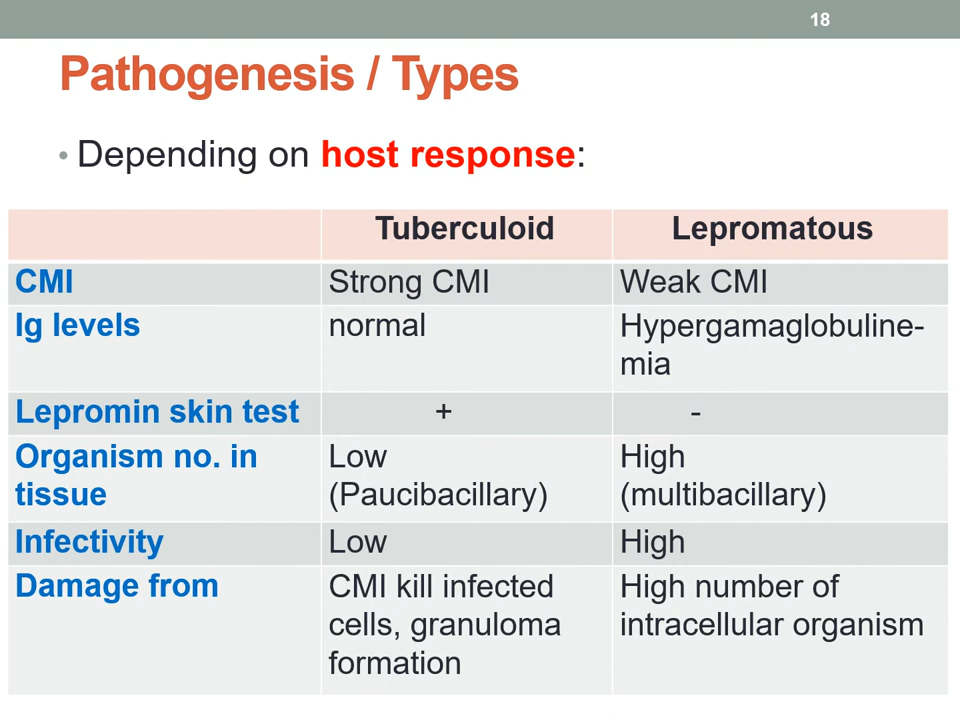 18
Pathogenesis / Types
• Depending on host response:
Tuberculoid Lepromatous
CMI Strong CMI Weak CMI
Ig levels normal Hypergamaglobuline-
mia
Lepromin skin test + -
Organism no. in Low High
tissue (Paucibacillary) (multibacillary)
Infectivity Low High
Damage from CMI kill infected High number of
cells, granuloma intracellular organism
formation